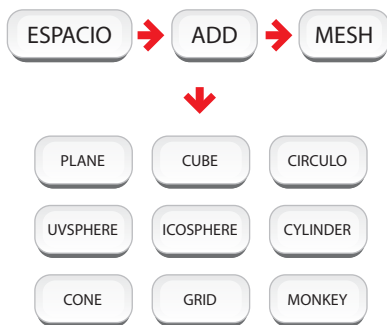 ESPACIO ADD MESH
PLANE CUBE CIRCULO
UVSPHERE ICOSPHERE CYLINDER
CONE GRID MONKEY